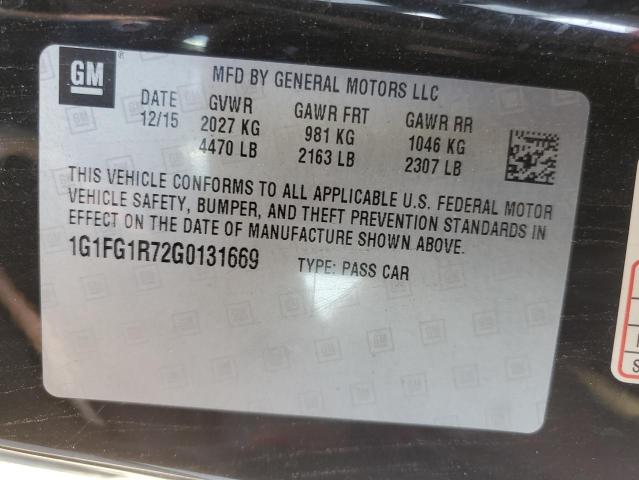 GM
®
MFD BY GENERAL MOTORS LLC
DATE GVWR GAWR FRT GAWR RR
12/15 2027 KG 981 KG 1046 KG
4470 LB 2163 LB 2307 LB
THIS VEHICLE CONFORMS TO ALL APPLICABLE U.S. FEDERAL MOTOR
VEHICLE SAFETY, BUMPER, AND THEFT PREVENTION STANDARDS IN
EFFECT ON THE DATE OF MANUFACTURE SHOWN ABOVE.
1G1FG1R72G0131669 TYPE: PASS CAR